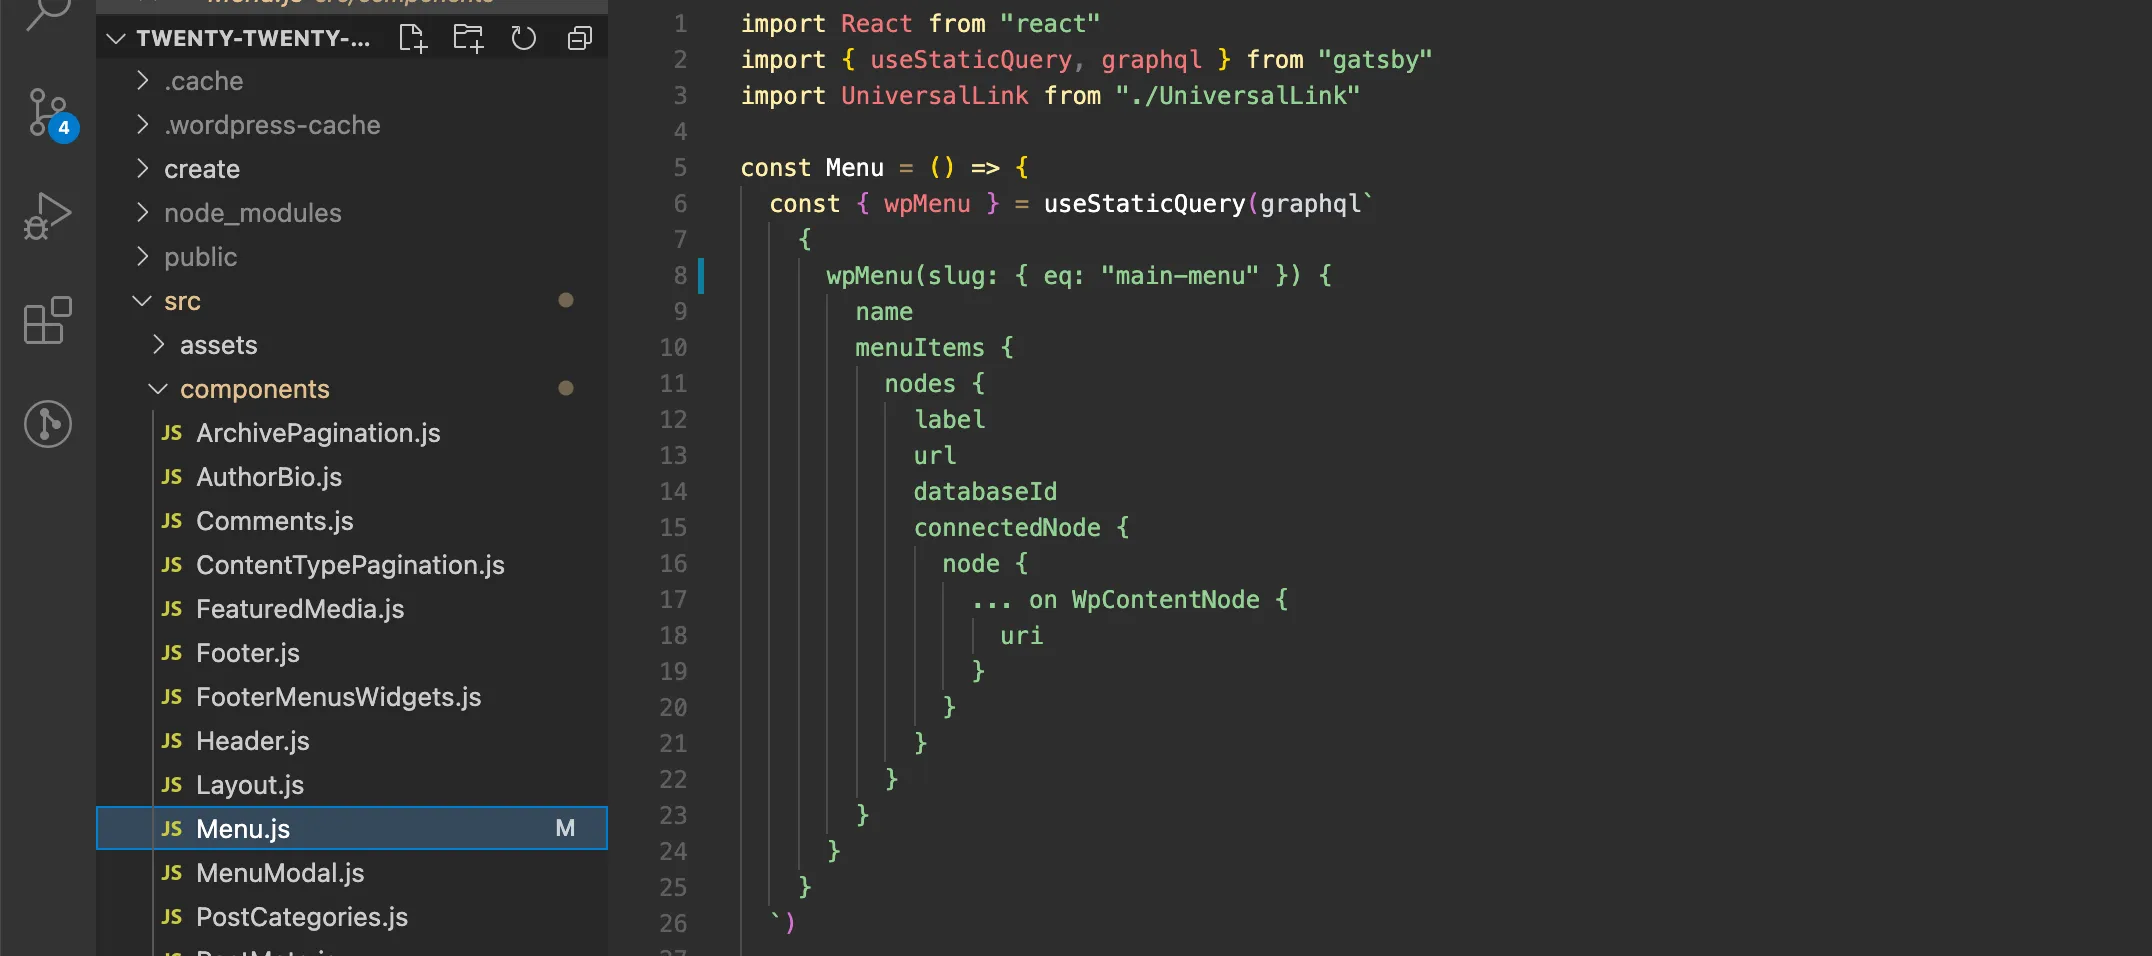 TWENTY-TWENTY-...
.cache
.wordpress-cache
4
create
node_modules
public
src
assets
components
JS ArchivePagination.js
JS AuthorBio.js
JS Comments.js
JS ContentTypePagination.js
JS FeaturedMedia.js
JS Footer.js
JS FooterMenusWidgets.js
JS Header.js
JS Layout.js
JS Menu.js M
JS MenuModal.js
JS PostCategories.js
1 import React from "react"
2 import { useStaticQuery, graphql } from "gatsby"
3 import UniversalLink from "./UniversalLink"
4
5 const Menu = () => {
6 const { wpMenu } = useStaticQuery(graphql`
7 {
8 wpMenu(slug: { eq: "main-menu" }) {
9 name
10 menuItems {
11 nodes {
12 label
13 url
14 databaseId
15 connectedNode {
16 node {
17 ... on WpContentNode {
18 uri
19 }
20 }
21 }
22 }
23 }
24 }
25 }
26 `)